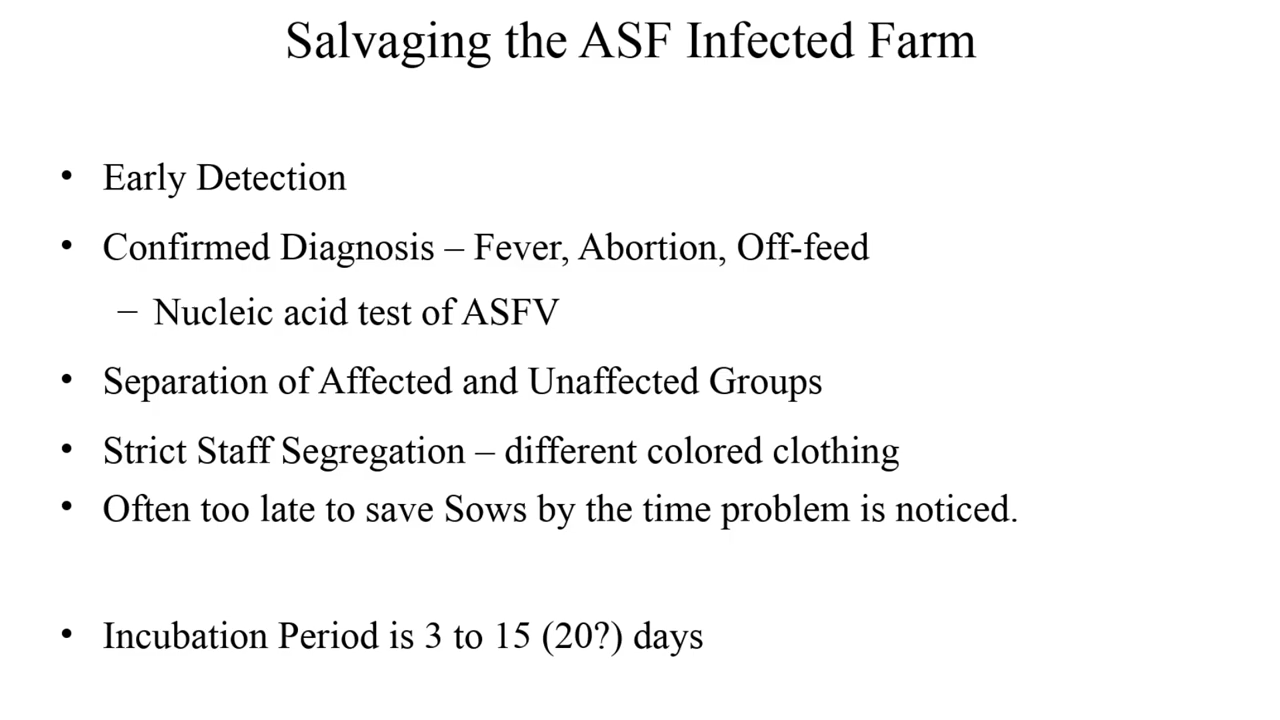 Salvaging the ASF Infected Farm
• Early Detection
• Confirmed Diagnosis – Fever, Abortion, Off-feed
– Nucleic acid test of ASFV
• Separation of Affected and Unaffected Groups
• Strict Staff Segregation – different colored clothing
• Often too late to save Sows by the time problem is noticed.
• Incubation Period is 3 to 15 (20?) days